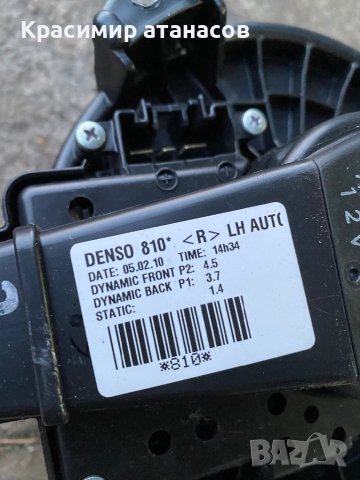 Красимир атанасов
DENSO 810* <R> LH AUTO
DATE: 05.02.10 TIME: 14h34
DYNAMIC FRONT P2: 4.5
DYNAMIC BACK P1: 3.7
STATIC: 1.4
*810*
12V
BAZAR